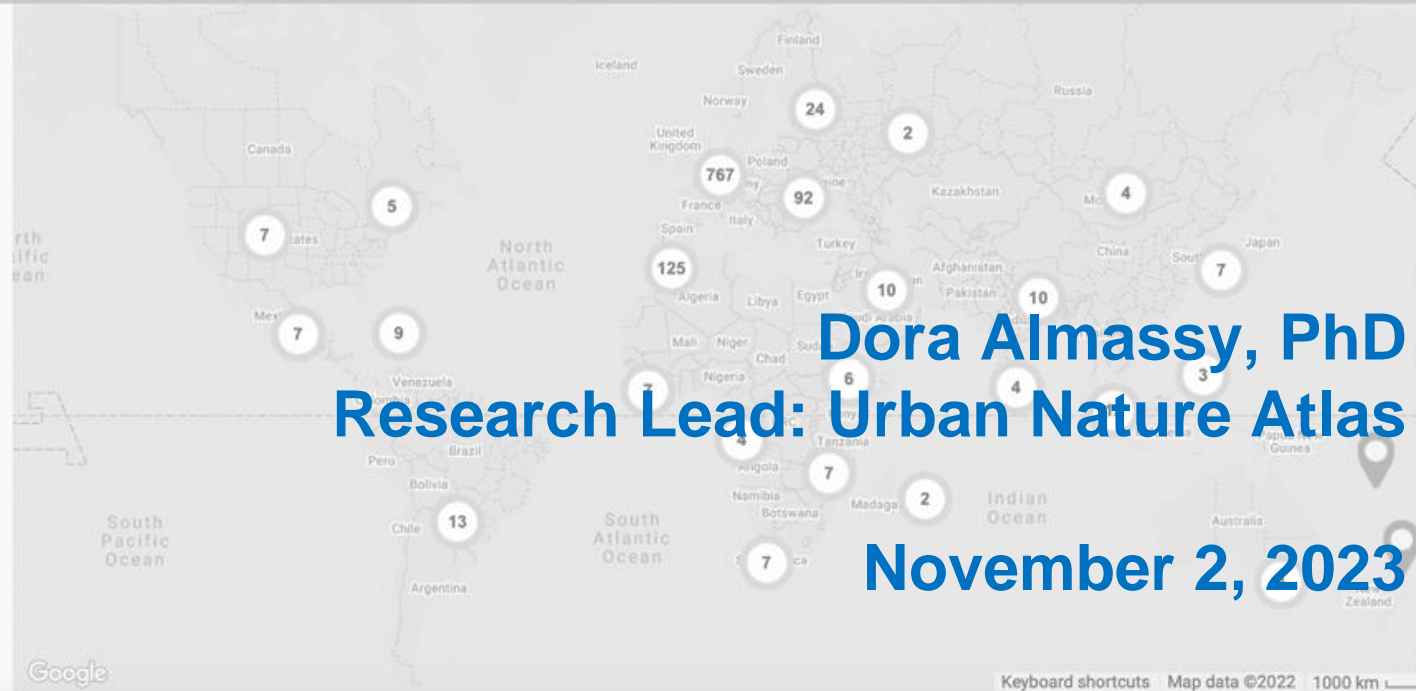 Finland
Iceland
Sweden
Russia
Norway
24
2
United
Kingdom
Canada
Poland
767
92
Kazakhstan
4
France
5
Italy
7
Spain
North
Atlantic
Ocean
Turkey
China
Japan
125
Afghanistan
7
Algeria
Libya
Egypt
10
Pakistan
10
7
9
Mali
Niger
Chad
Dora Almassy, PhD
Nigeria
6
4
3
Venezuela
Research Lead: Urban Nature Atlas
4
Tanzania
Guinea
Brazil
Peru
7
Bolivia
Namibia
Botswana
2
Indian
Ocean
South
Pacific
Ocean
Chile
13
South
Atlantic
Ocean
Australia
7
November 2, 2023
Argentina
Zealand
Google
Keyboard shortcuts Map data ©2022 1000 km